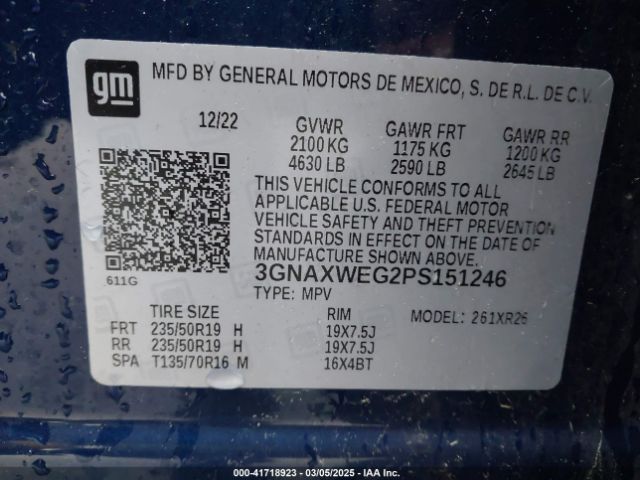 gm
MFD BY GENERAL MOTORS DE MEXICO, S. DE R.L. DE C.V.
12/22 GVWR GAWR FRT GAWR RR
2100 KG 1175 KG 1200 KG
4630 LB 2590 LB 2645 LB
THIS VEHICLE CONFORMS TO ALL
APPLICABLE U.S. FEDERAL MOTOR
VEHICLE SAFETY AND THEFT PREVENTION
STANDARDS IN EFFECT ON THE DATE OF
MANUFACTURE SHOWN ABOVE.
611G
3GNAXWEG2PS151246
TYPE: MPV
TIRE SIZE RIM MODEL: 261XR26
FRT 235/50R19 H 19X7.5J
RR 235/50R19 H 19X7.5J
SPA T135/70R16 M 16X4BT
000-41718923 — 03/05/2025 — IAA Inc.